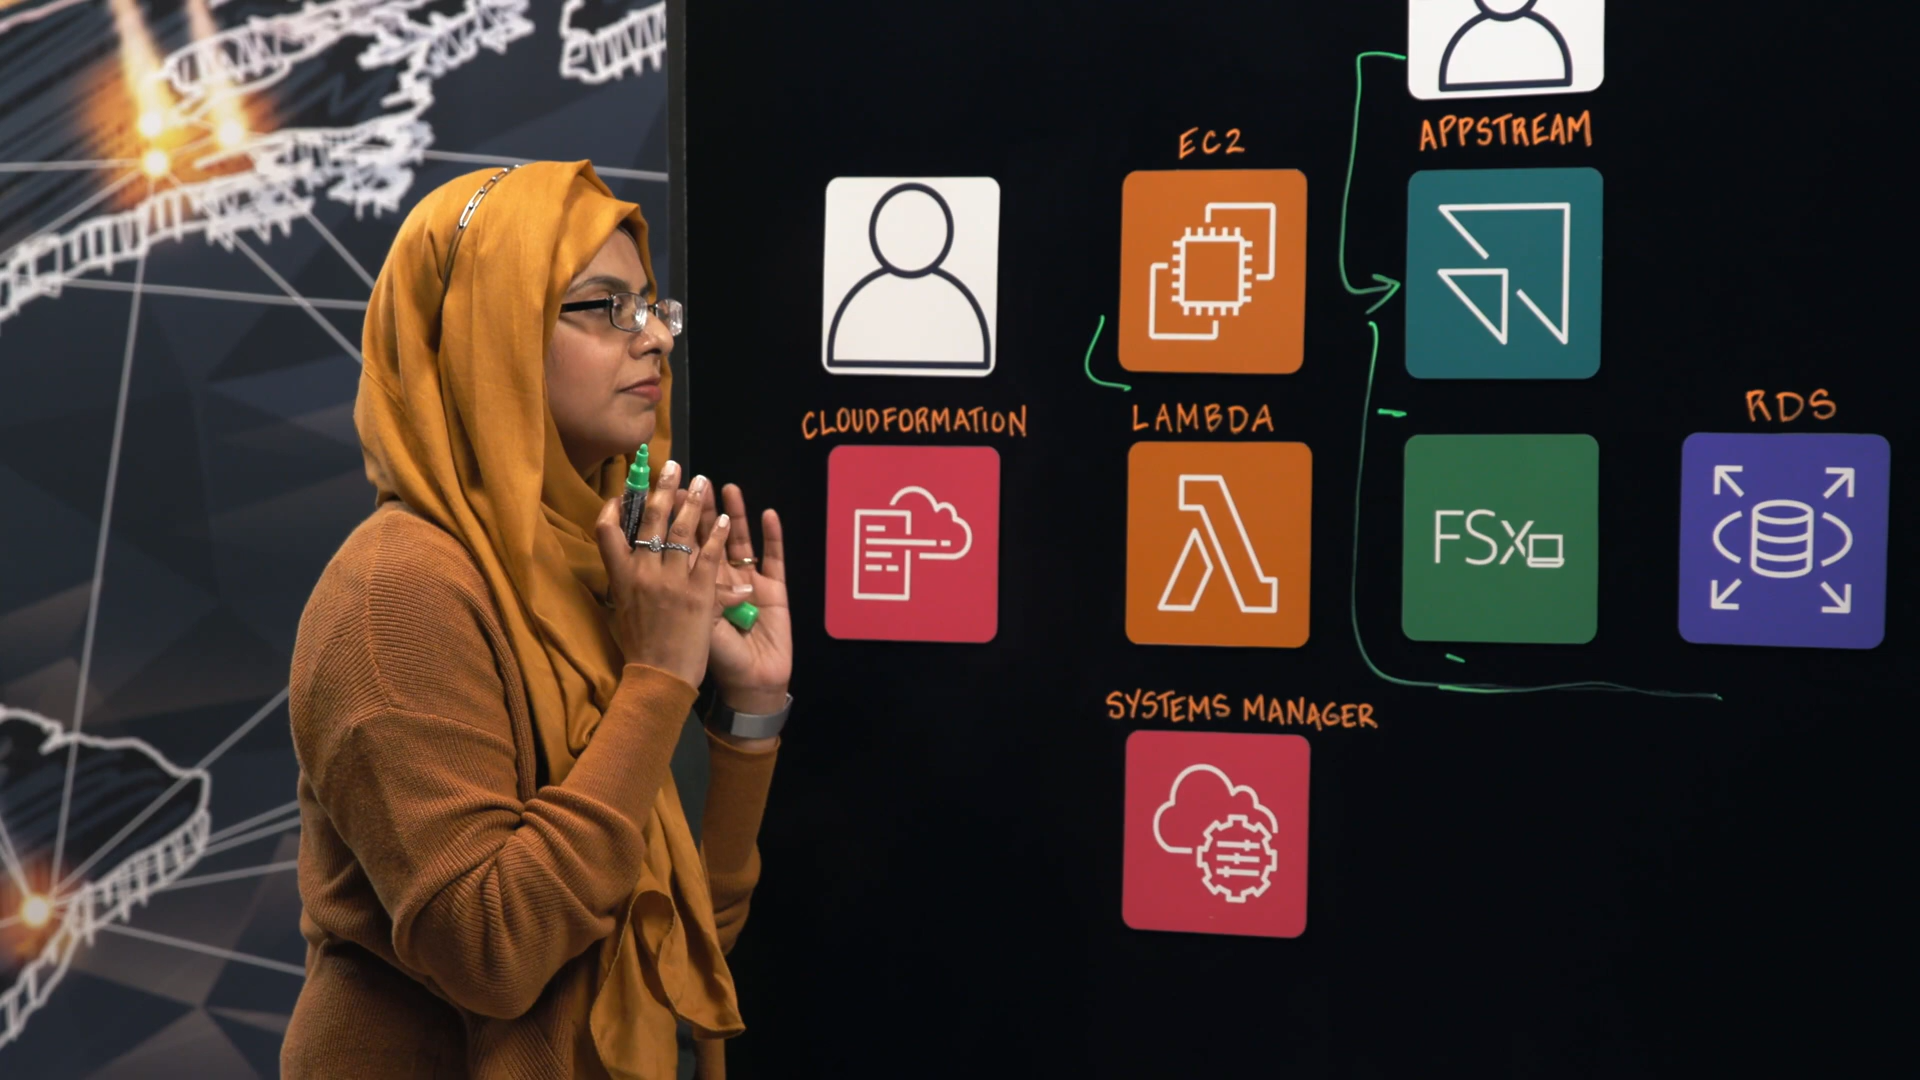 EC2
APPSTREAM
CLOUDFORMATION
LAMBDA
FSx
RDS
SYSTEMS MANAGER